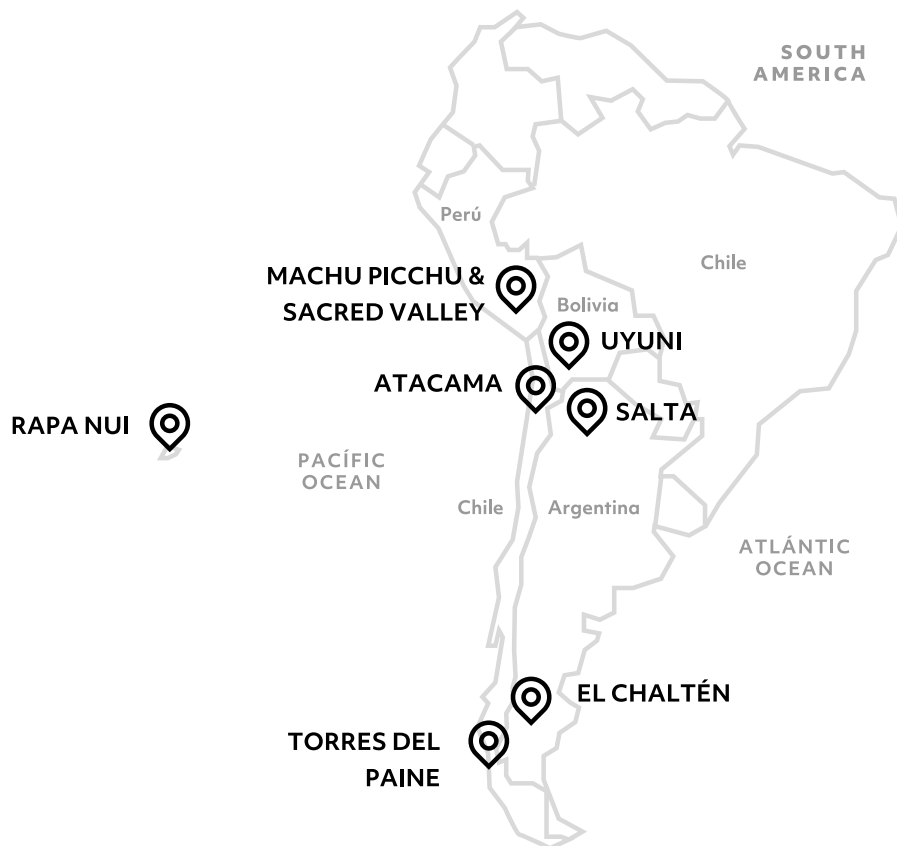 SOUTH
AMERICA
Perú
Chile
MACHU PICCHU &
SACRED VALLEY
Bolivia
UYUNI
ATACAMA
SALTA
RAPA NUI
PACÍFIC
OCEAN
Chile
Argentina
ATLÁNTIC
OCEAN
EL CHALTÉN
TORRES DEL
PAINE